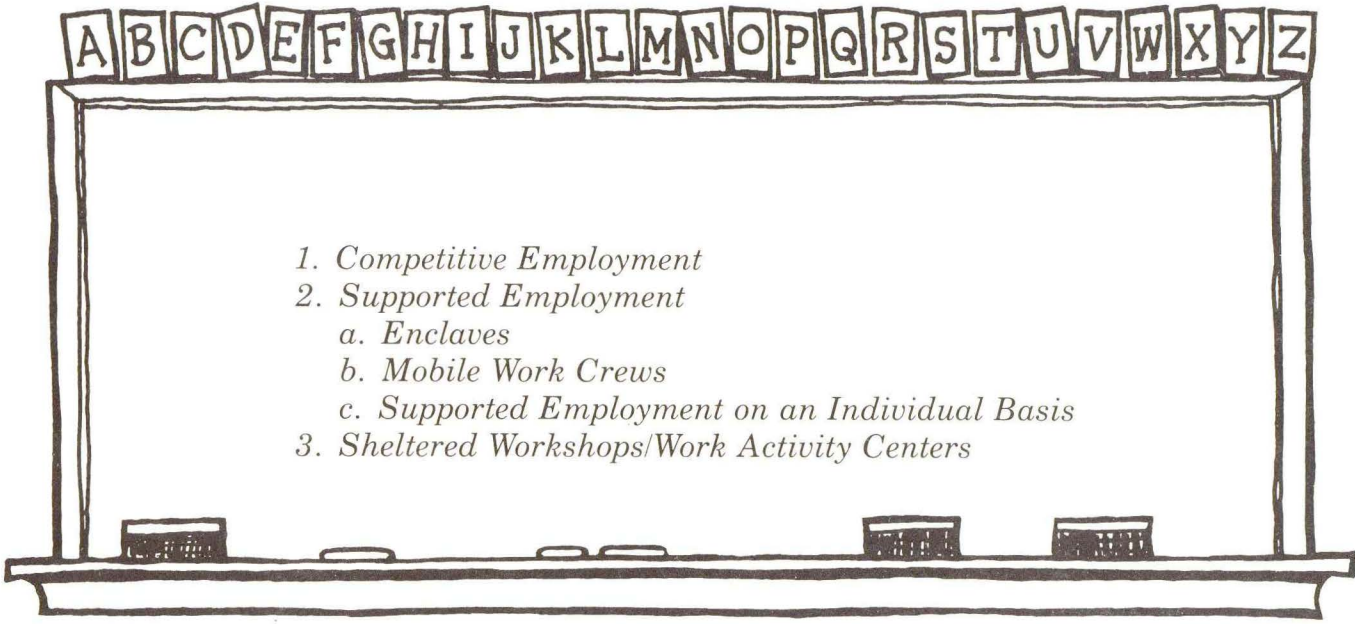 A B C D E F G H I J K L M N O P Q R S T U V W X Y Z
1. Competitive Employment
2. Supported Employment
a. Enclaves
b. Mobile Work Crews
c. Supported Employment on an Individual Basis
3. Sheltered Workshops/Work Activity Centers